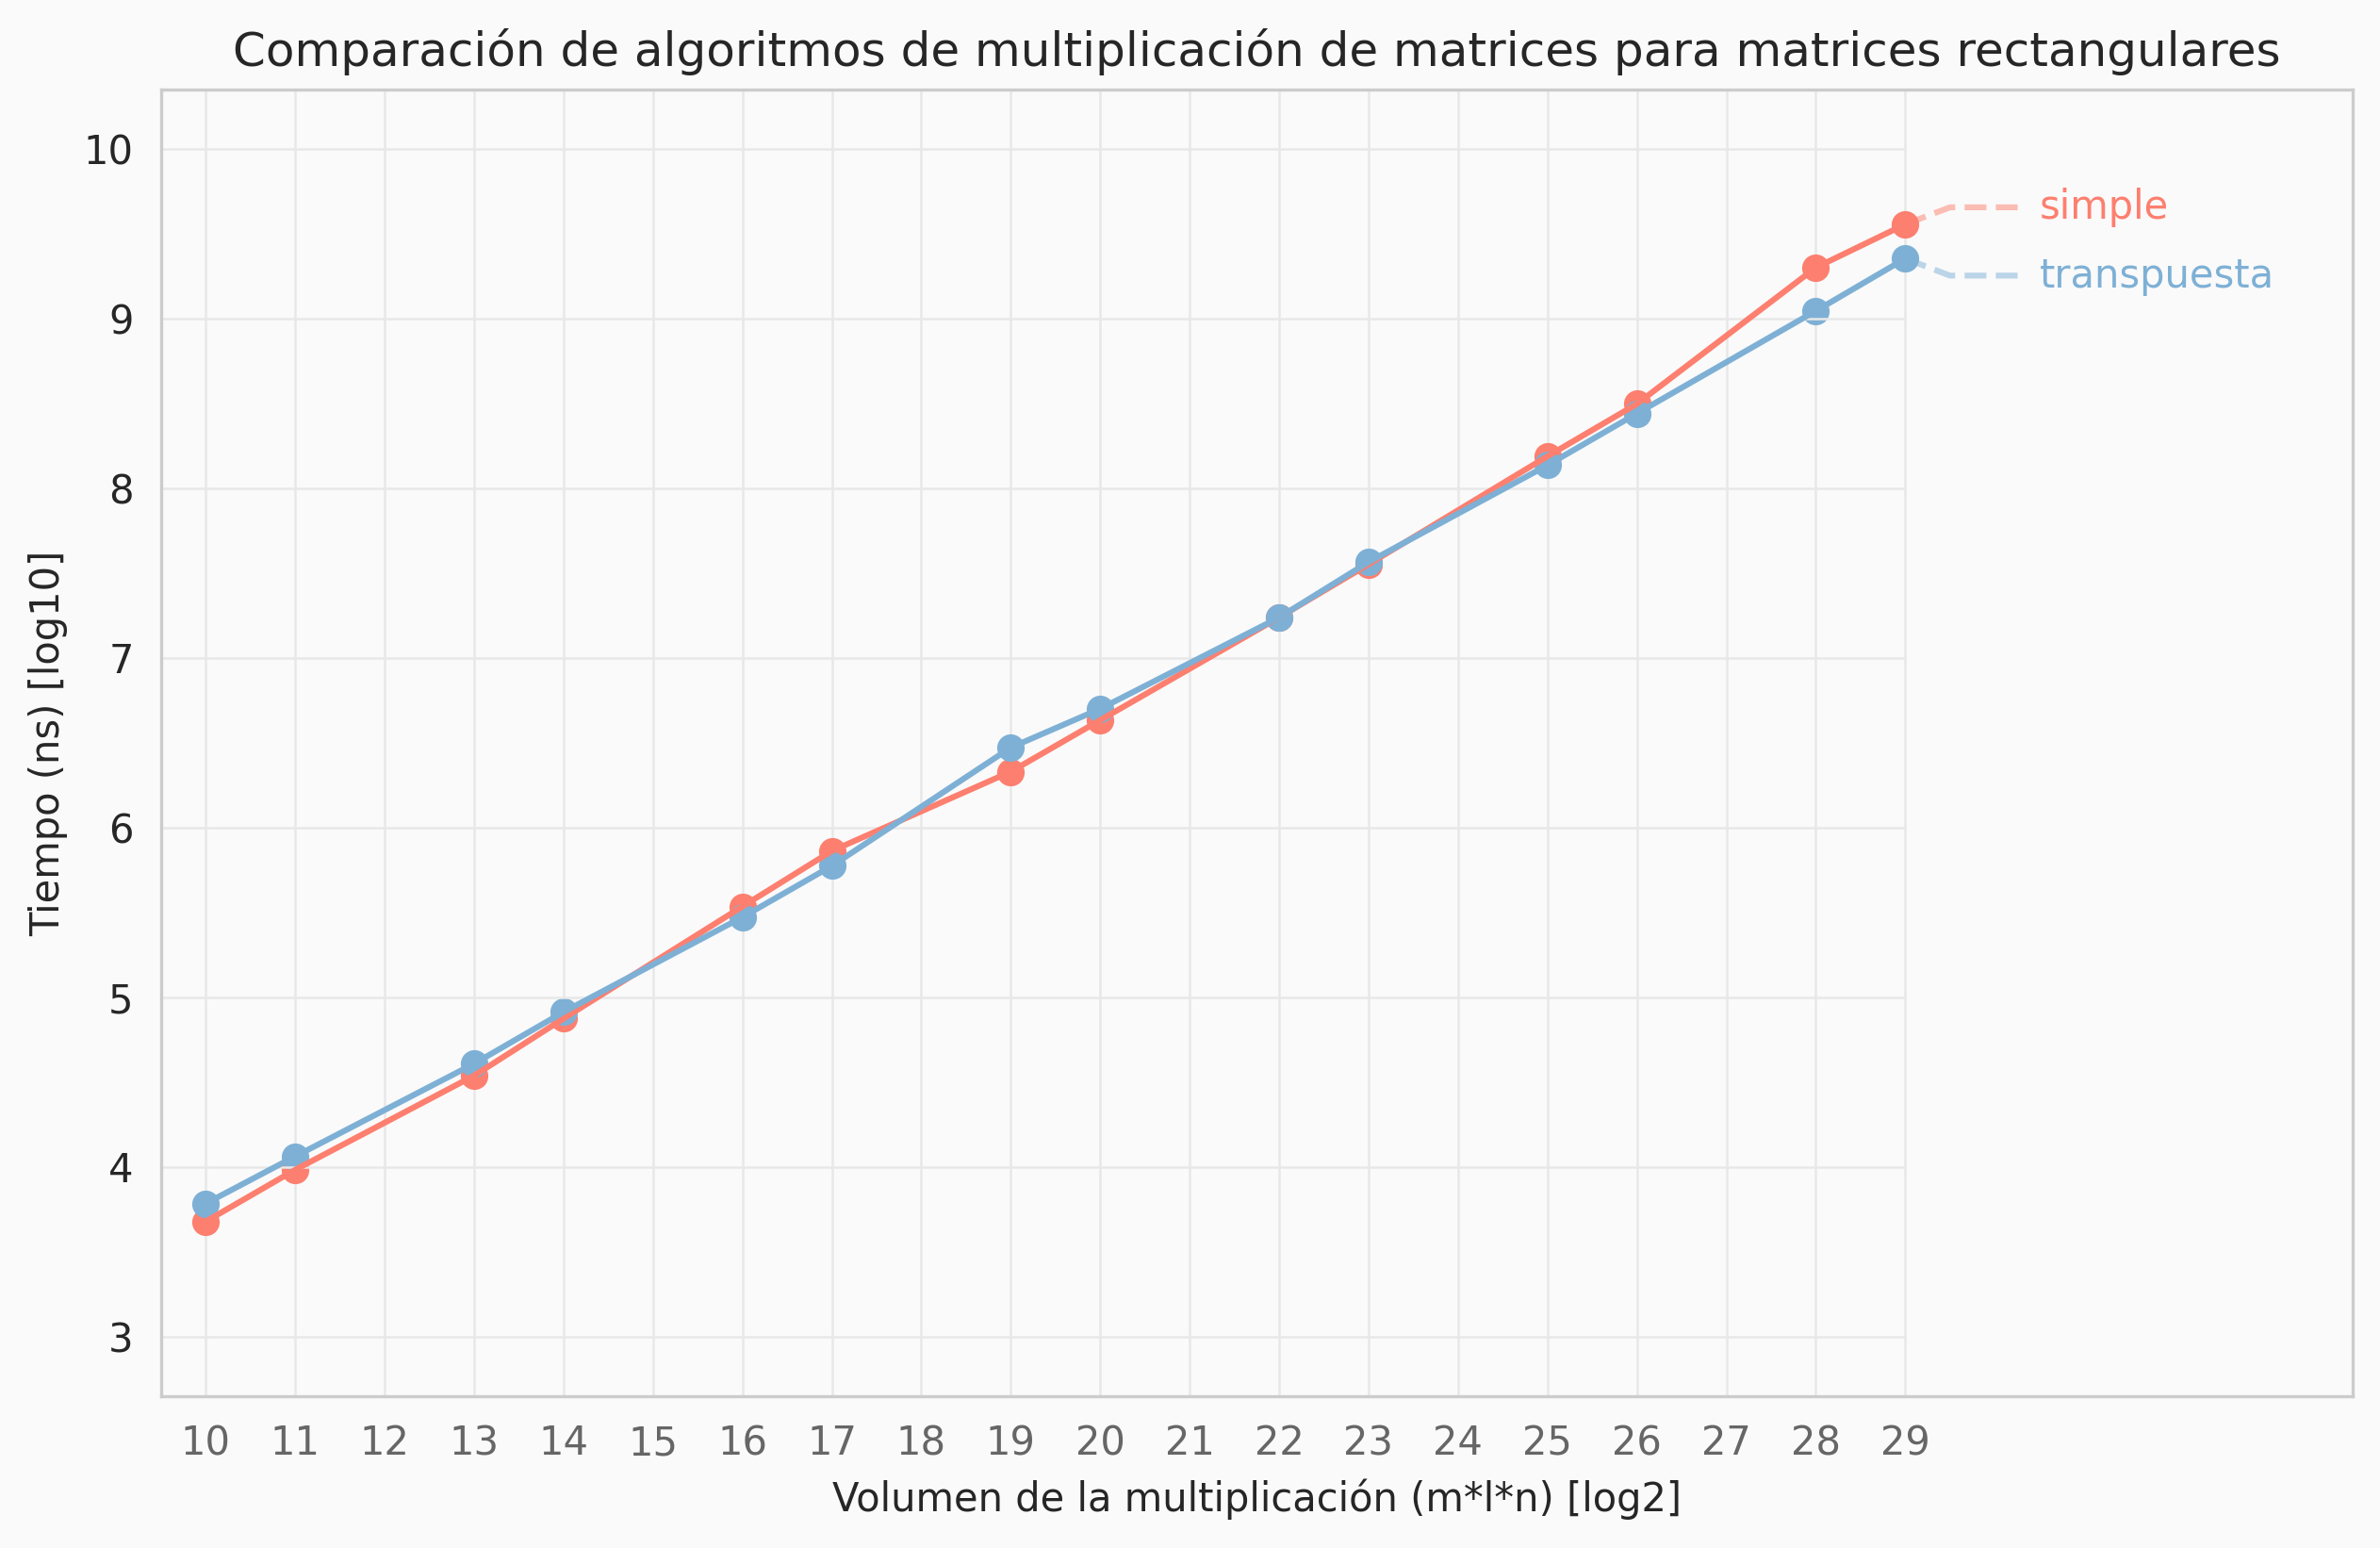 Comparación de algoritmos de multiplicación de matrices para matrices rectangulares
10
9
8
7
6
5
4
3
Tiempo (ns) [log10]
simple
transpuesta
10 11 12 13 14 15 16 17 18 19 20 21 22 23 24 25 26 27 28 29
Volumen de la multiplicación (m*l*n) [log2]